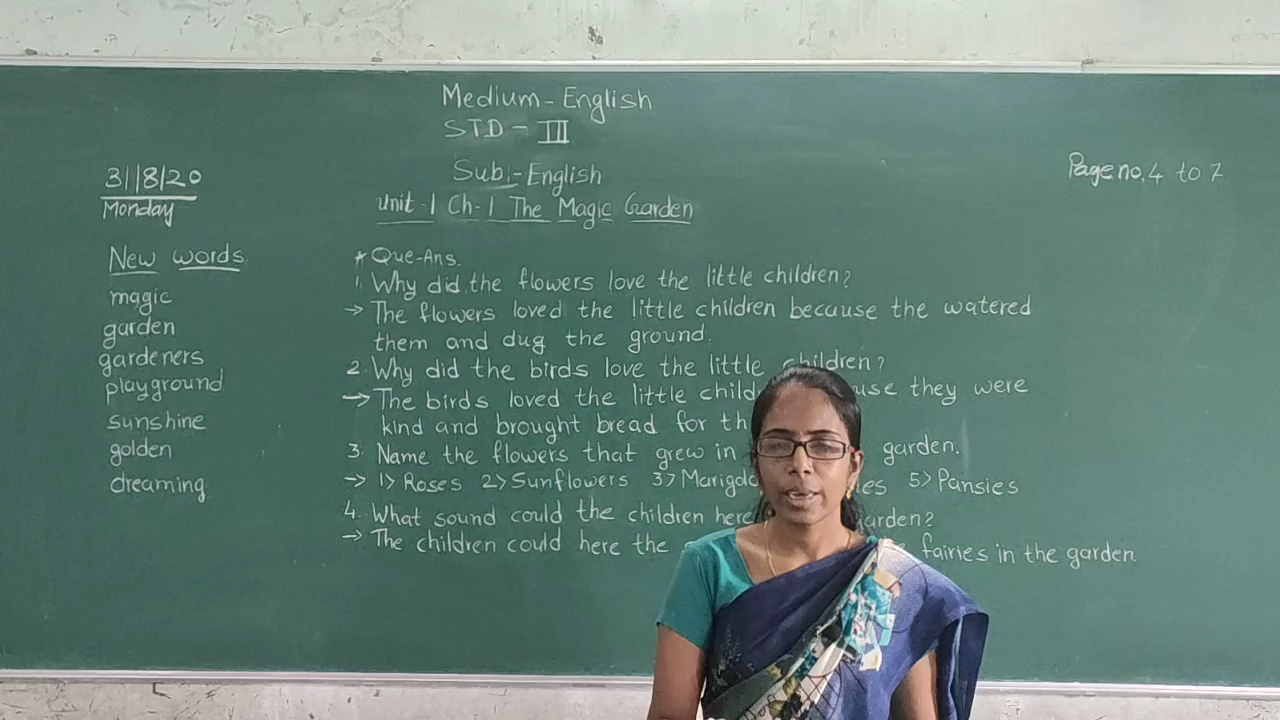 Medium - English
STD - III
Sub:- English
Page no. 4 to 7
31/8/20
Monday
Unit - 1 Ch - 1 The Magic Garden
New words
magic
garden
gardeners
playground
sunshine
golden
dreaming
* Que-Ans.
1. Why did the flowers love the little children?
→ The flowers loved the little children because the watered
them and dug the ground.
2. Why did the birds love the little children?
→ The birds loved the little they were
kind and brought bread for
3. Name the flowers that grew in garden.
→ 1> Roses 2> Sunflowers 3> 5> Pansies
4. What sound could the children here
→ The children could here the fairies in the garden.